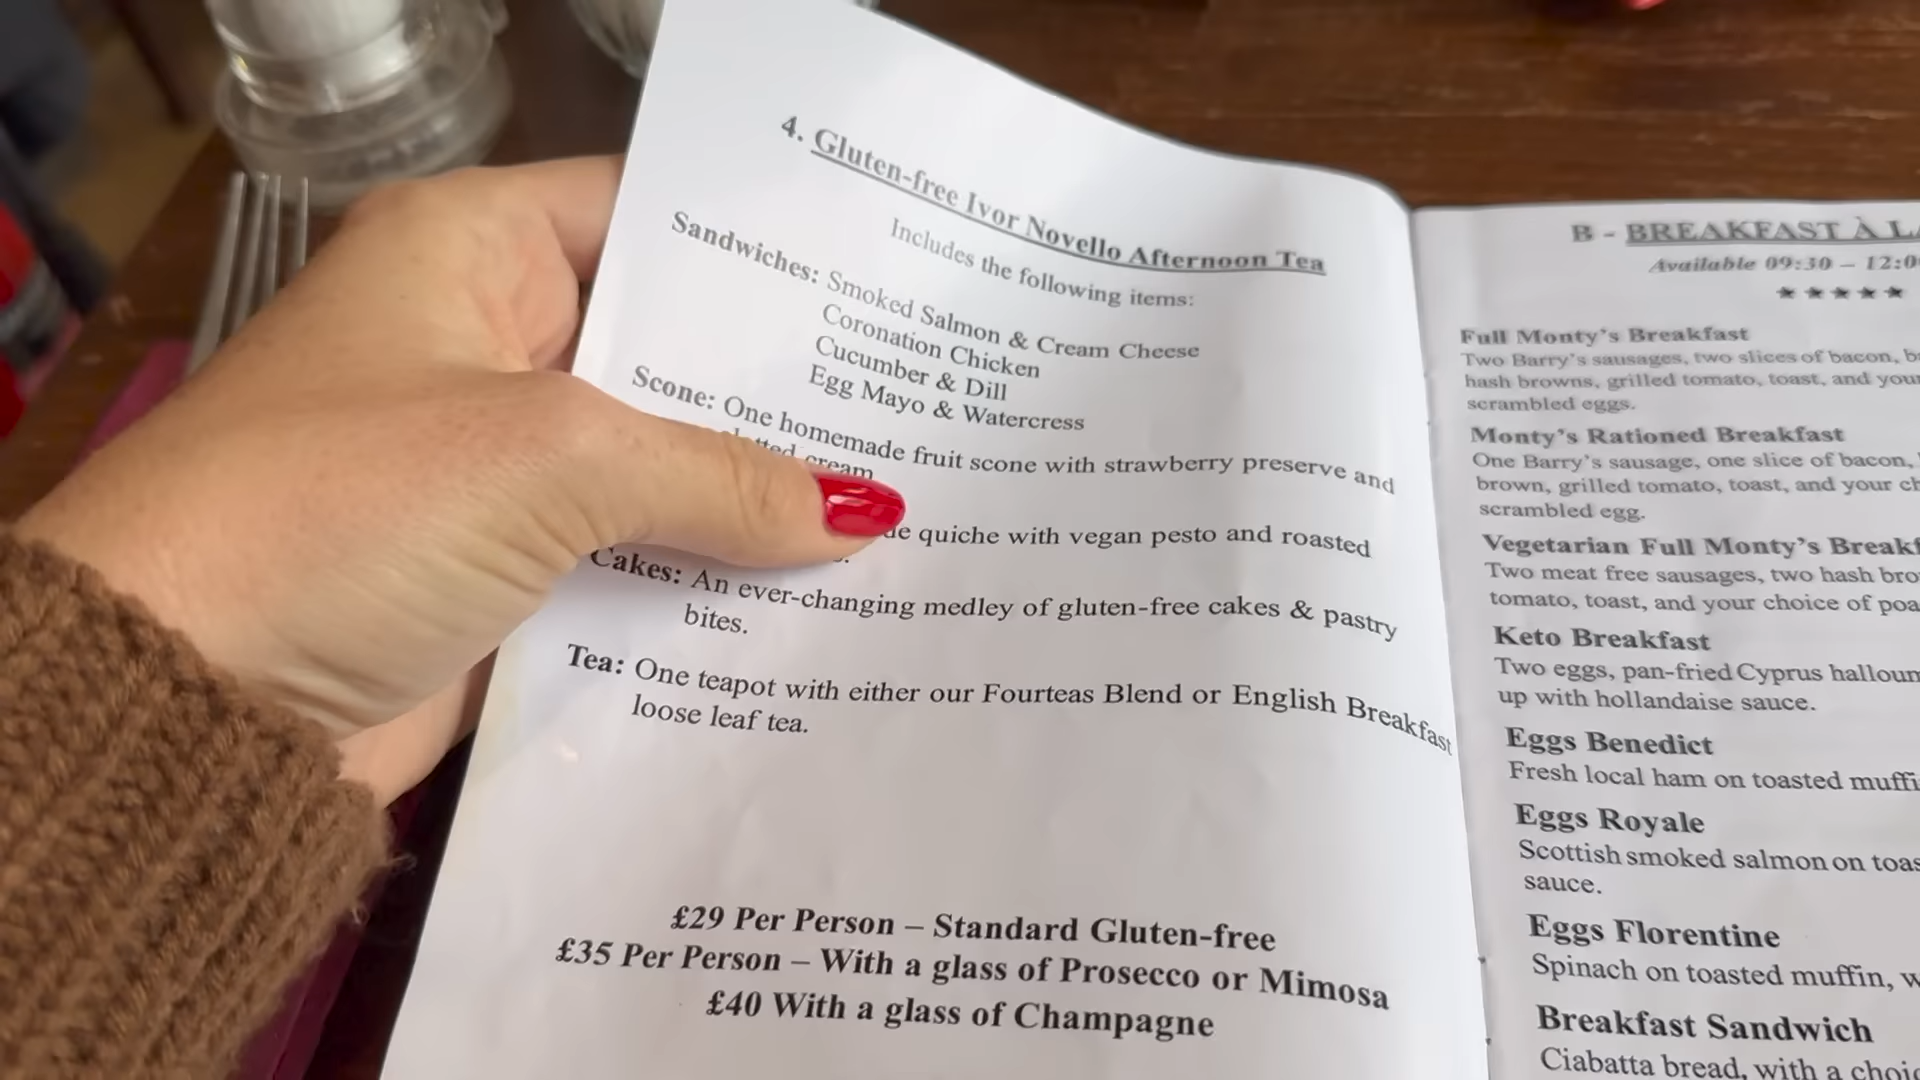 4. Gluten-free Ivor Novello Afternoon Tea
Includes the following items:
Sandwiches: Smoked Salmon & Cream Cheese
Coronation Chicken
Cucumber & Dill
Egg Mayo & Watercress
Scone: One homemade fruit scone with strawberry preserve and
cream
quiche with vegan pesto and roasted
Cakes: An ever-changing medley of gluten-free cakes & pastry
bites.
Tea: One teapot with either our Fourteas Blend or English Breakfast
loose leaf tea.
£29 Per Person – Standard Gluten-free
£35 Per Person – With a glass of Prosecco or Mimosa
£40 With a glass of Champagne
B - BREAKFAST À
Available 09:30 – 12:0
★★★★★
Full Monty's Breakfast
Two Barry's sausages, two slices of bacon,
hash browns, grilled tomato, toast, and your
scrambled eggs.
Monty's Rationed Breakfast
One Barry's sausage, one slice of bacon,
brown, grilled tomato, toast, and your
scrambled egg.
Vegetarian Full Monty's
Two meat free sausages, two hash
tomato, toast, and your choice of
Keto Breakfast
Two eggs, pan-fried Cyprus
up with hollandaise sauce.
Eggs Benedict
Fresh local ham on toasted
Eggs Royale
Scottish smoked salmon on
sauce.
Eggs Florentine
Spinach on toasted muffin,
Breakfast Sandwich
Ciabatta bread, with a